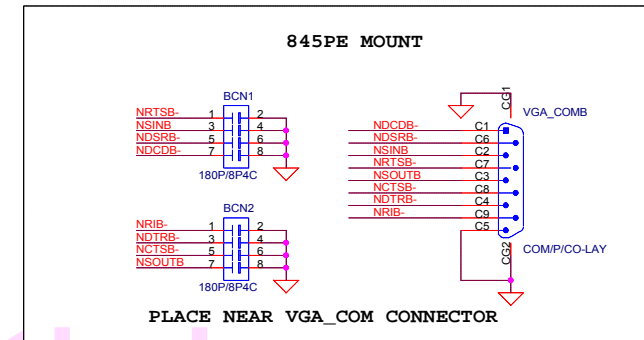 845PE MOUNT
BCN1
NRTSB- 1 2
NSINB 3 4
NDSRB- 5 6
NDCDB- 7 8
180P/8P4C
BCN2
NRIB- 1 2
NDTRB- 3 4
NCTSB- 5 6
NSOUTB 7 8
180P/8P4C
CG1
VGA_COMB
NDCDB- C1
NDSRB- C6
NSINB C2
NRTSB- C7
NSOUTB C3
NCTSB- C8
NDTRB- C4
NRIB- C9
C5
CG2
COM/P/CO-LAY
PLACE NEAR VGA_COM CONNECTOR